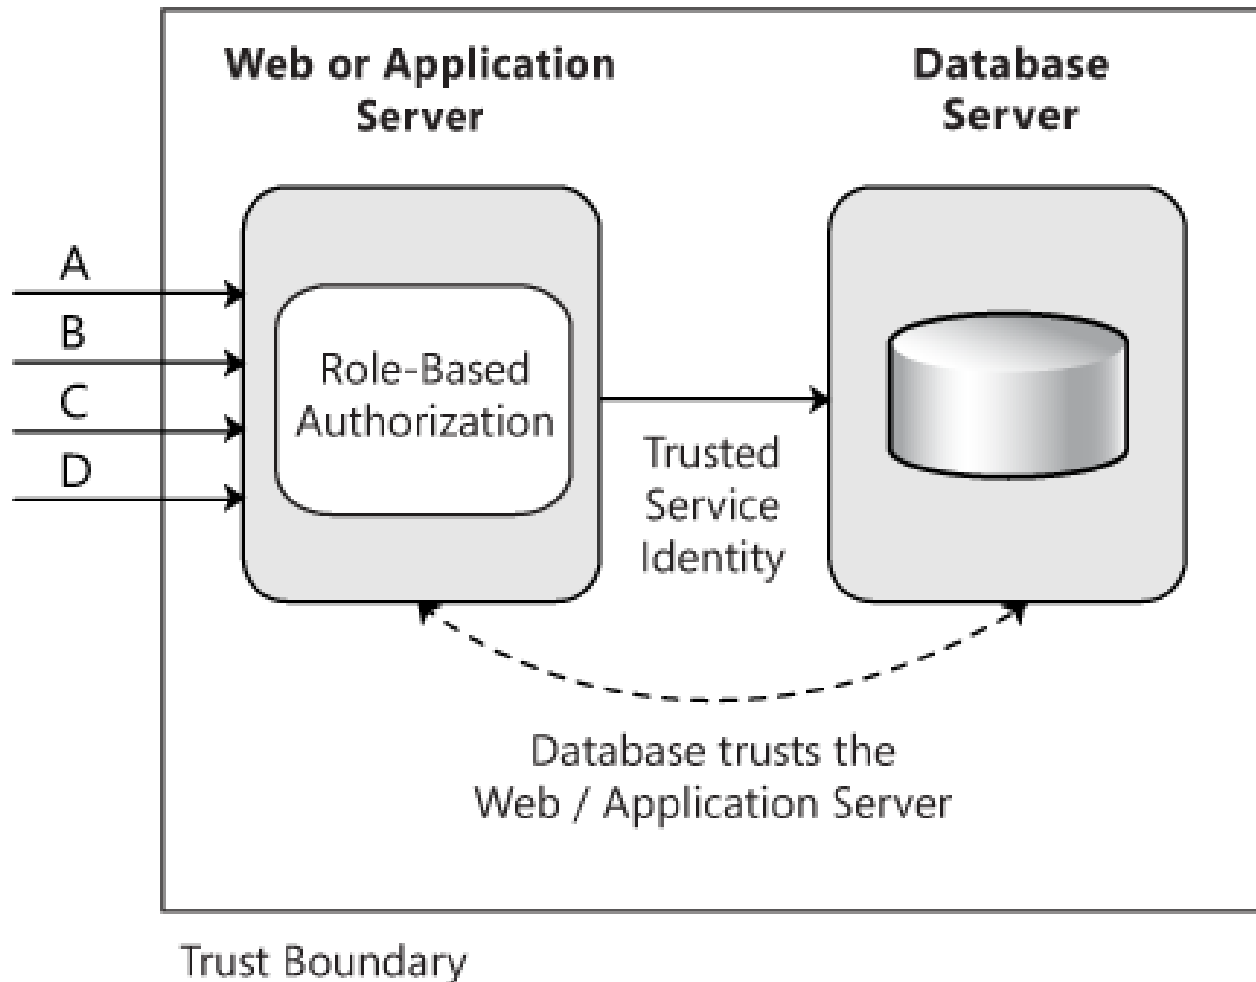 Web or Application
Server
Database
Server
A
B
C
D
Role-Based
Authorization
Trusted
Service
Identity
Database trusts the
Web / Application Server
Trust Boundary